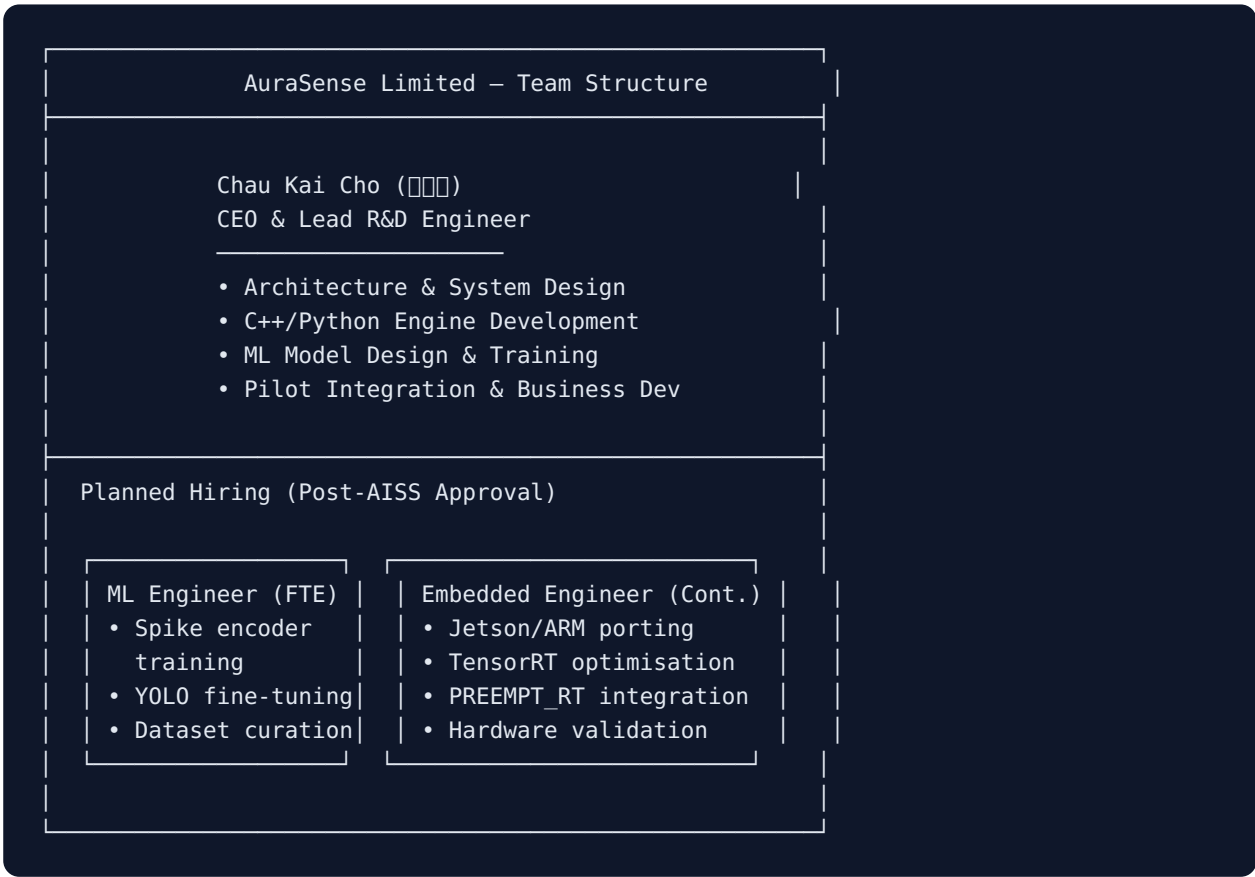 AuraSense Limited — Team Structure
Chau Kai Cho ()
CEO & Lead R&D Engineer
• Architecture & System Design
• C++/Python Engine Development
• ML Model Design & Training
• Pilot Integration & Business Dev
Planned Hiring (Post-AISS Approval)
ML Engineer (FTE)
• Spike encoder
training
• YOLO fine-tuning
• Dataset curation
Embedded Engineer (Cont.)
• Jetson/ARM porting
• TensorRT optimisation
• PREEMPT_RT integration
• Hardware validation